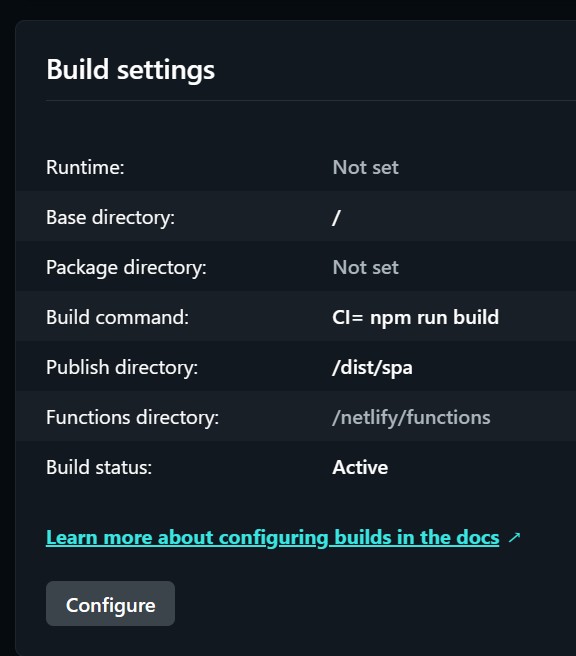 Build settings
Runtime: Not set
Base directory: /
Package directory: Not set
Build command: CI= npm run build
Publish directory: /dist/spa
Functions directory: /netlify/functions
Build status: Active
Learn more about configuring builds in the docs ↗
Configure